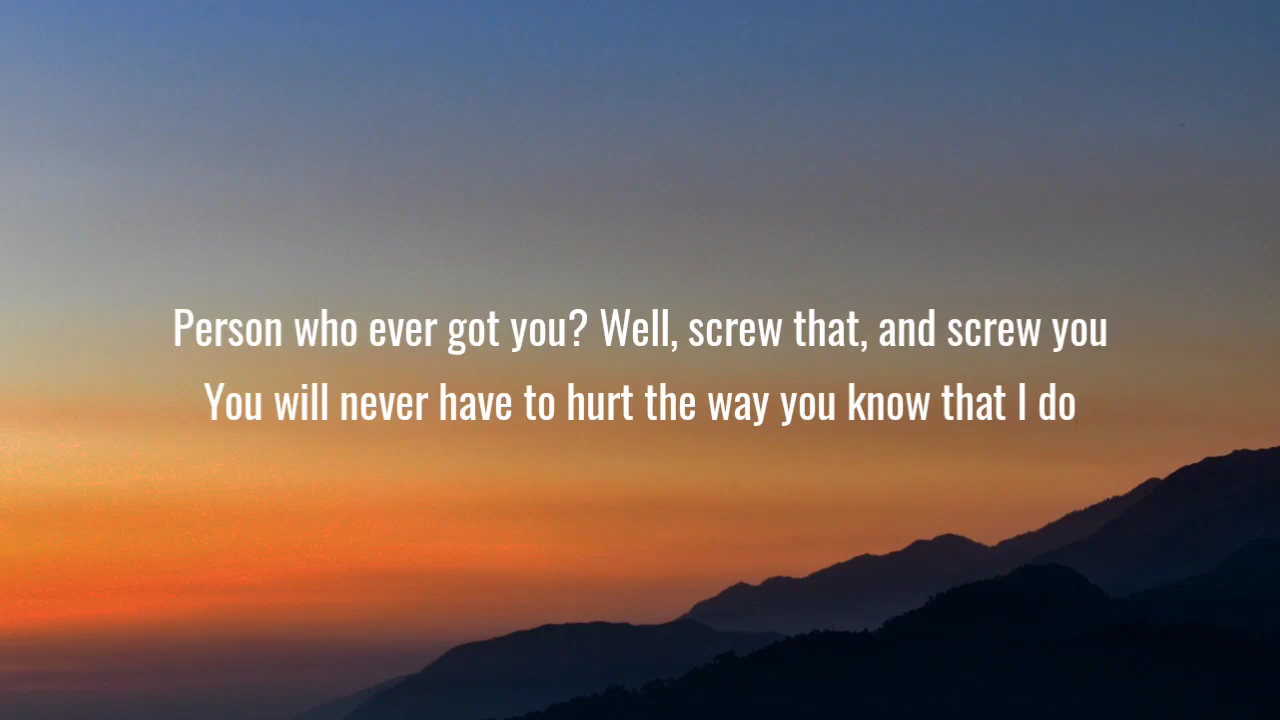 Person who ever got you? Well, screw that, and screw you
You will never have to hurt the way you know that I do